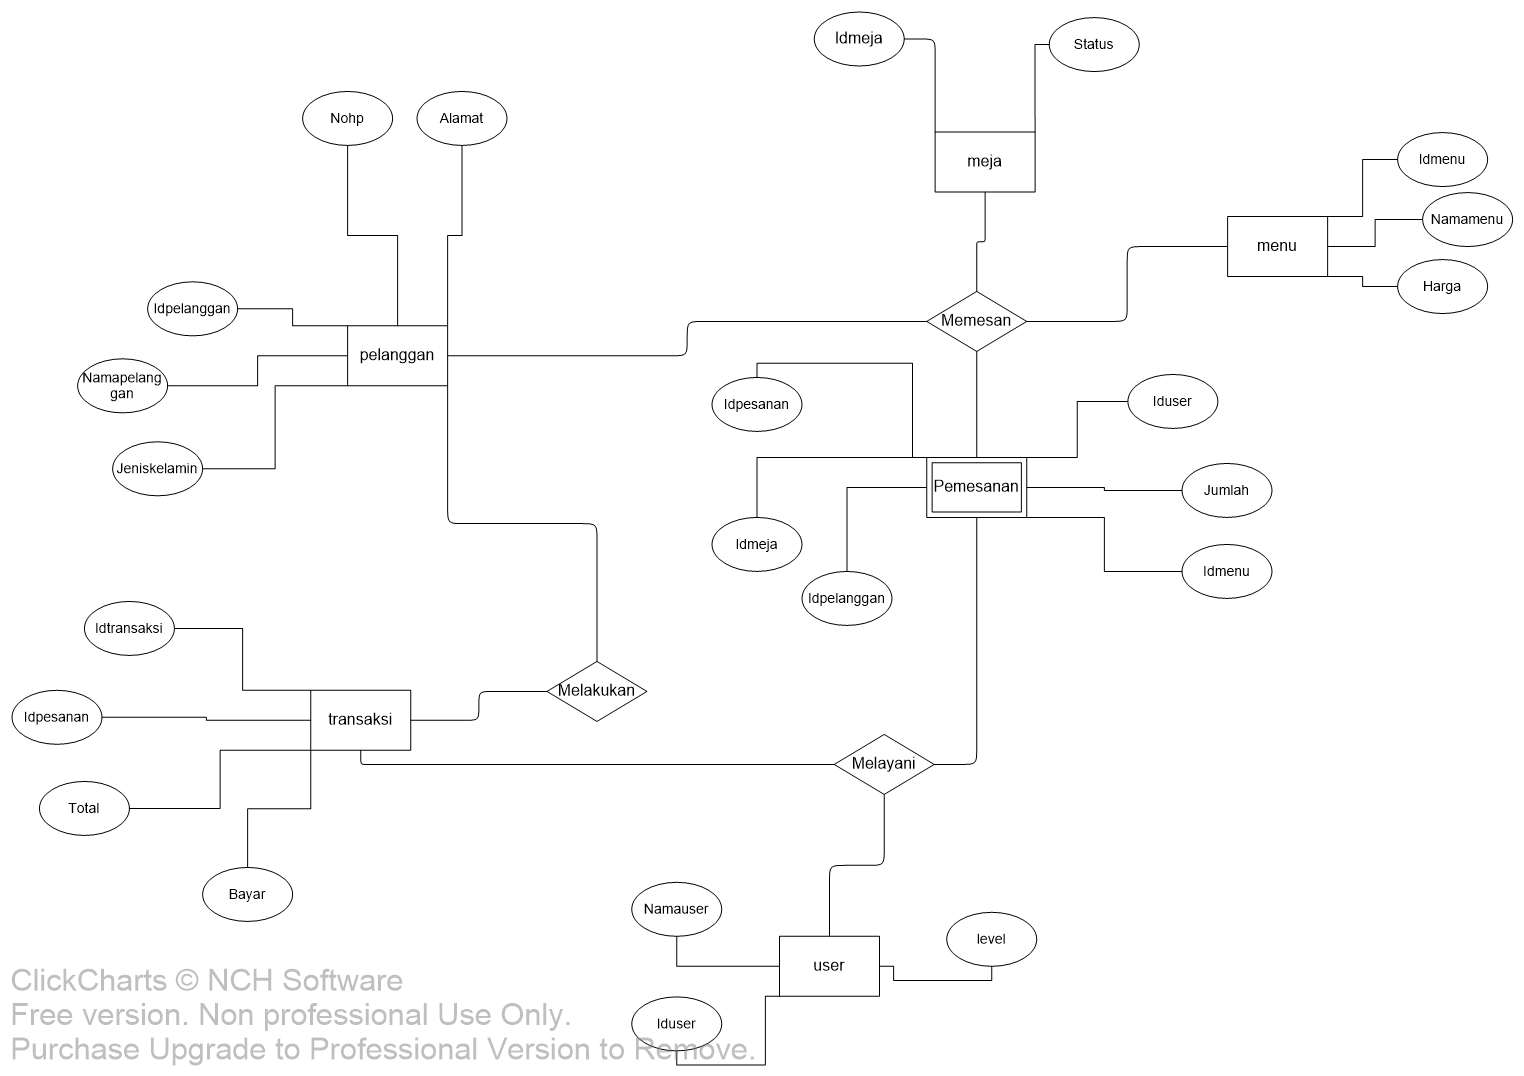 Idmeja
Status
Nohp
Alamat
meja
Idmenu
Namamenu
menu
Harga
Idpelanggan
Memesan
pelanggan
Namapelang
gan
Idpesanan
Iduser
Jeniskelamin
Pemesanan
Jumlah
Idmeja
Idmenu
Idpelanggan
Idtransaksi
Melakukan
Idpesanan
transaksi
Melayani
Total
Bayar
Namauser
level
user
Iduser
ClickCharts © NCH Software
Free version. Non professional Use Only.
Purchase Upgrade to Professional Version to Remove.